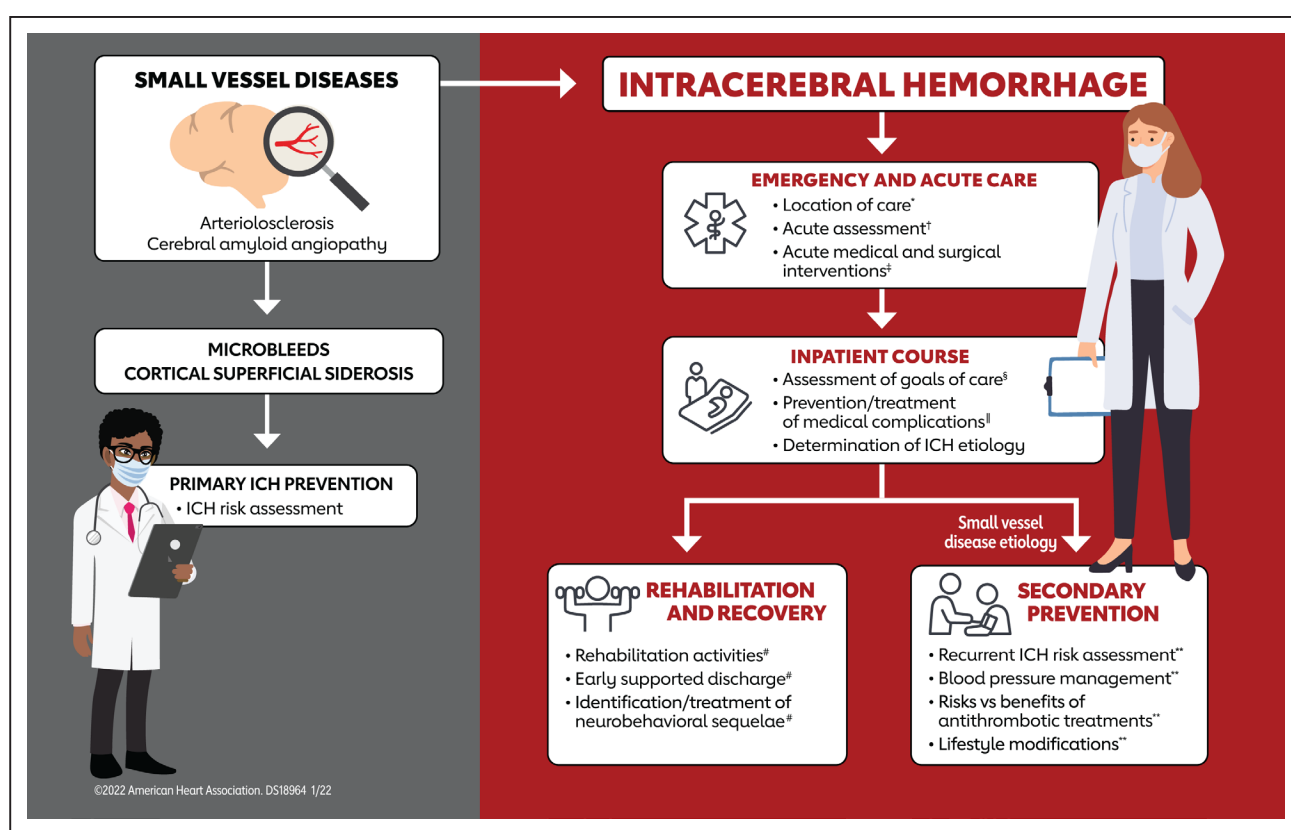 SMALL VESSEL DISEASES
Arteriolosclerosis
Cerebral amyloid angiopathy
MICROBLEEDS
CORTICAL SUPERFICIAL SIDEROSIS
PRIMARY ICH PREVENTION
• ICH risk assessment
©2022 American Heart Association. DS18964 1/22
INTRACEREBRAL HEMORRHAGE
EMERGENCY AND ACUTE CARE
• Location of care*
• Acute assessment†
• Acute medical and surgical
interventions‡
INPATIENT COURSE
• Assessment of goals of care§
• Prevention/treatment
of medical complications‖
• Determination of ICH etiology
Small vessel
disease etiology
REHABILITATION
AND RECOVERY
• Rehabilitation activities#
• Early supported discharge#
• Identification/treatment of
neurobehavioral sequelae#
SECONDARY
PREVENTION
• Recurrent ICH risk assessment**
• Blood pressure management**
• Risks vs benefits of
antithrombotic treatments**
• Lifestyle modifications**